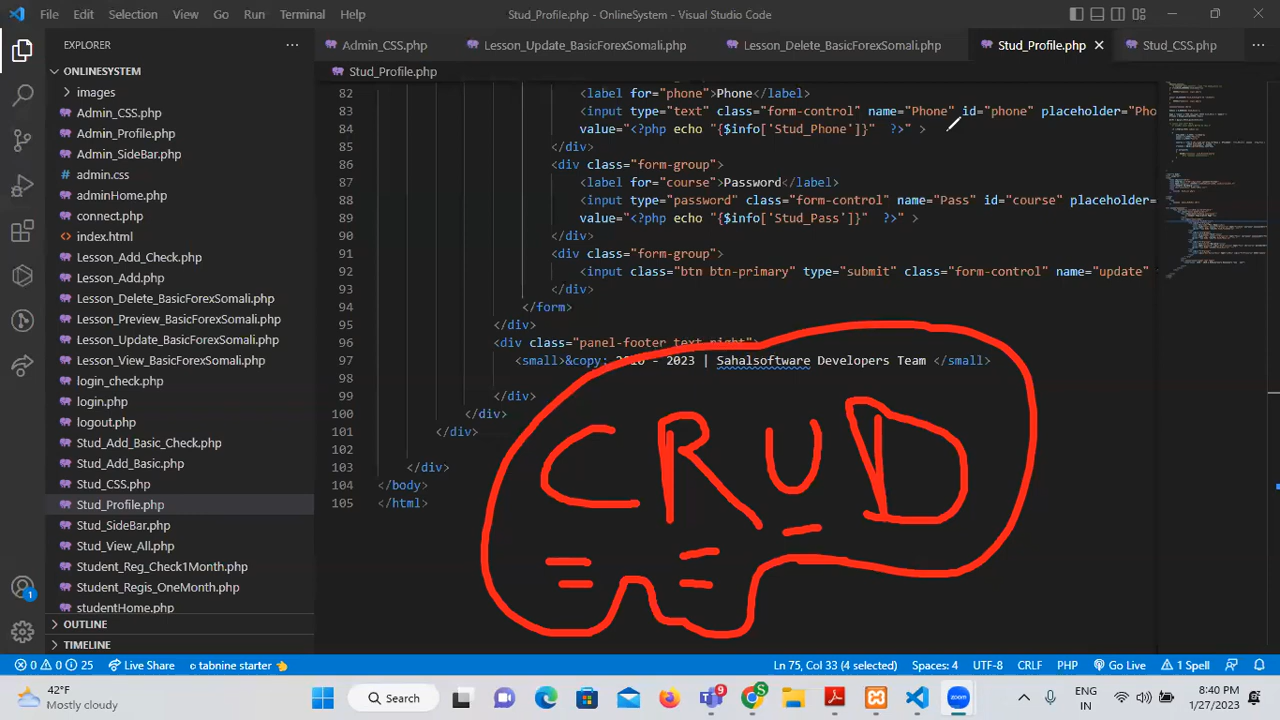 File Edit Selection View Go Run Terminal Help Stud_Profile.php - OnlineSystem - Visual Studio Code
EXPLORER
Admin_CSS.php Lesson_Update_BasicForexSomali.php Lesson_Delete_BasicForexSomali.php Stud_Profile.php Stud_CSS.php
Stud_Profile.php
ONLINESYSTEM
images
Admin_CSS.php
Admin_Profile.php
Admin_SideBar.php
admin.css
adminHome.php
connect.php
index.html
Lesson_Add_Check.php
Lesson_Add.php
Lesson_Delete_BasicForexSomali.php
Lesson_Preview_BasicForexSomali.php
Lesson_Update_BasicForexSomali.php
Lesson_View_BasicForexSomali.php
login_check.php
login.php
logout.php
Stud_Add_Basic_Check.php
Stud_Add_Basic.php
Stud_CSS.php
Stud_Profile.php
Stud_SideBar.php
Stud_View_All.php
Student_Reg_Check1Month.php
Student_Regis_OneMonth.php
studentHome.php
OUTLINE
TIMELINE
82 <label for="phone">Phone</label>
83 <input type="text" class="form-control" name="Phone" id="phone" placeholder="Pho
84 value="<?php echo "{$info['Stud_Phone']}" ?>"
85 </div>
86 <div class="form-group">
87 <label for="course">Password</label>
88 <input type="password" class="form-control" name="Pass" id="course" placeholder=
89 value="<?php echo "{$info['Stud_Pass']}" ?>" >
90 </div>
91 <div class="form-group">
92 <input class="btn btn-primary" type="submit" class="form-control" name="update"
93 </div>
94 </form>
95 </div>
96 <div class="panel-footer text-right">
97 <small>&copy; - 2023 | Sahalsoftware Developers Team </small>
98
99 </div>
100 </div>
101 </div>
102
103 </div>
104 </body>
105 </html>
CRUD
0 0 25 Live Share tabnine starter Ln 75, Col 33 (4 selected) Spaces: 4 UTF-8 CRLF PHP Go Live 1 Spell
42°F
Mostly cloudy
Search
9
S
ENG
IN
8:40 PM
1/27/2023